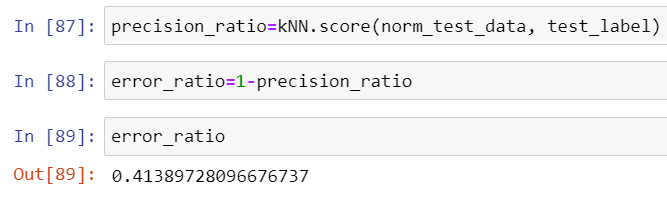 In [87]: precision_ratio=kNN.score(norm_test_data, test_label)
In [88]: error_ratio=1-precision_ratio
In [89]: error_ratio
Out[89]: 0.41389728096676737